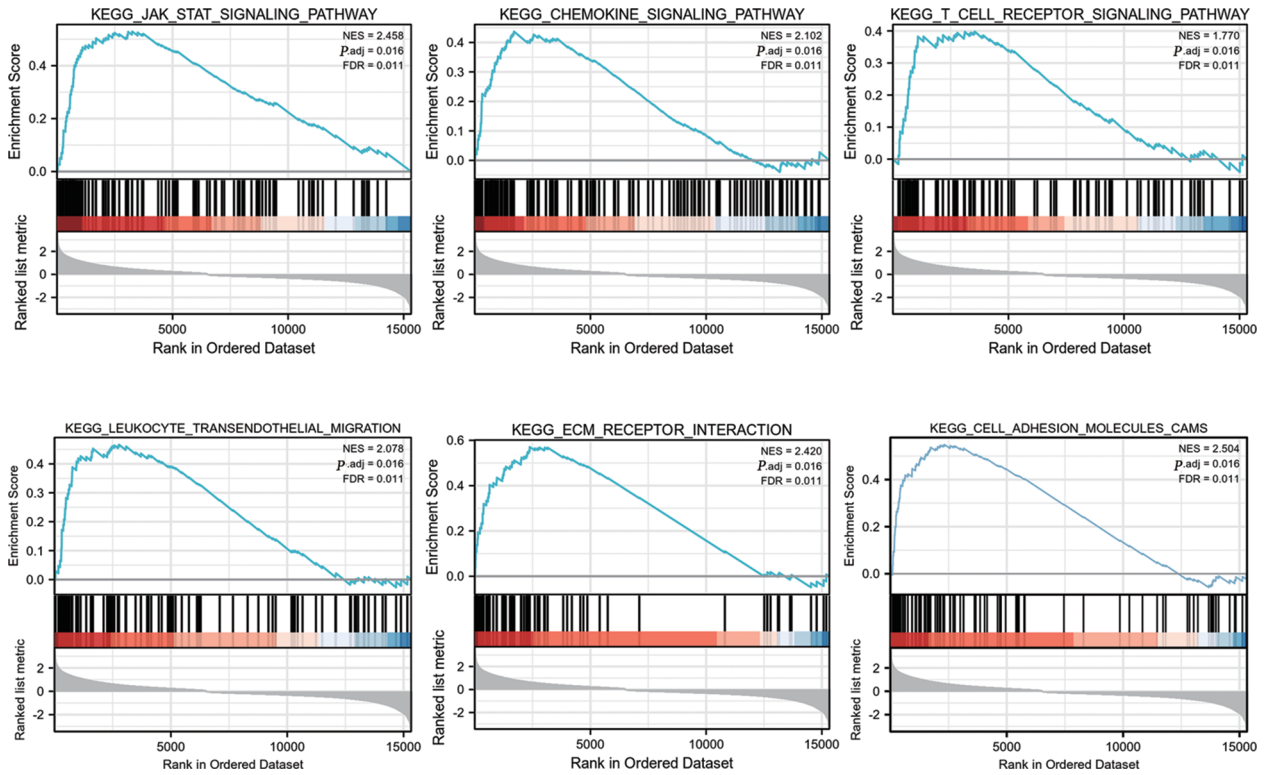 KEGG_JAK_STAT_SIGNALING_PATHWAY
NES = 2.458
P.adj = 0.016
FDR = 0.011
Enrichment Score
0.4
0.2
0.0
Ranked list metric
2
0
-2
5000 10000 15000
Rank in Ordered Dataset
KEGG_CHEMOKINE_SIGNALING_PATHWAY
NES = 2.102
P.adj = 0.016
FDR = 0.011
Enrichment Score
0.4
0.3
0.2
0.1
0.0
Ranked list metric
2
0
-2
5000 10000 15000
Rank in Ordered Dataset
KEGG_T_CELL_RECEPTOR_SIGNALING_PATHWAY
NES = 1.770
P.adj = 0.016
FDR = 0.011
Enrichment Score
0.4
0.3
0.2
0.1
0.0
Ranked list metric
2
0
-2
5000 10000 15000
Rank in Ordered Dataset
KEGG_LEUKOCYTE_TRANSENDOTHELIAL_MIGRATION
NES = 2.078
P.adj = 0.016
FDR = 0.011
Enrichment Score
0.4
0.3
0.2
0.1
0.0
Ranked list metric
2
0
-2
5000 10000 15000
Rank in Ordered Dataset
KEGG_ECM_RECEPTOR_INTERACTION
NES = 2.420
P.adj = 0.016
FDR = 0.011
Enrichment Score
0.6
0.4
0.2
0.0
Ranked list metric
2
0
-2
5000 10000 15000
Rank in Ordered Dataset
KEGG_CELL_ADHESION_MOLECULES_CAMS
NES = 2.504
P.adj = 0.016
FDR = 0.011
Enrichment Score
0.4
0.2
0.0
Ranked list metric
2
0
-2
5000 10000 15000
Rank in Ordered Dataset